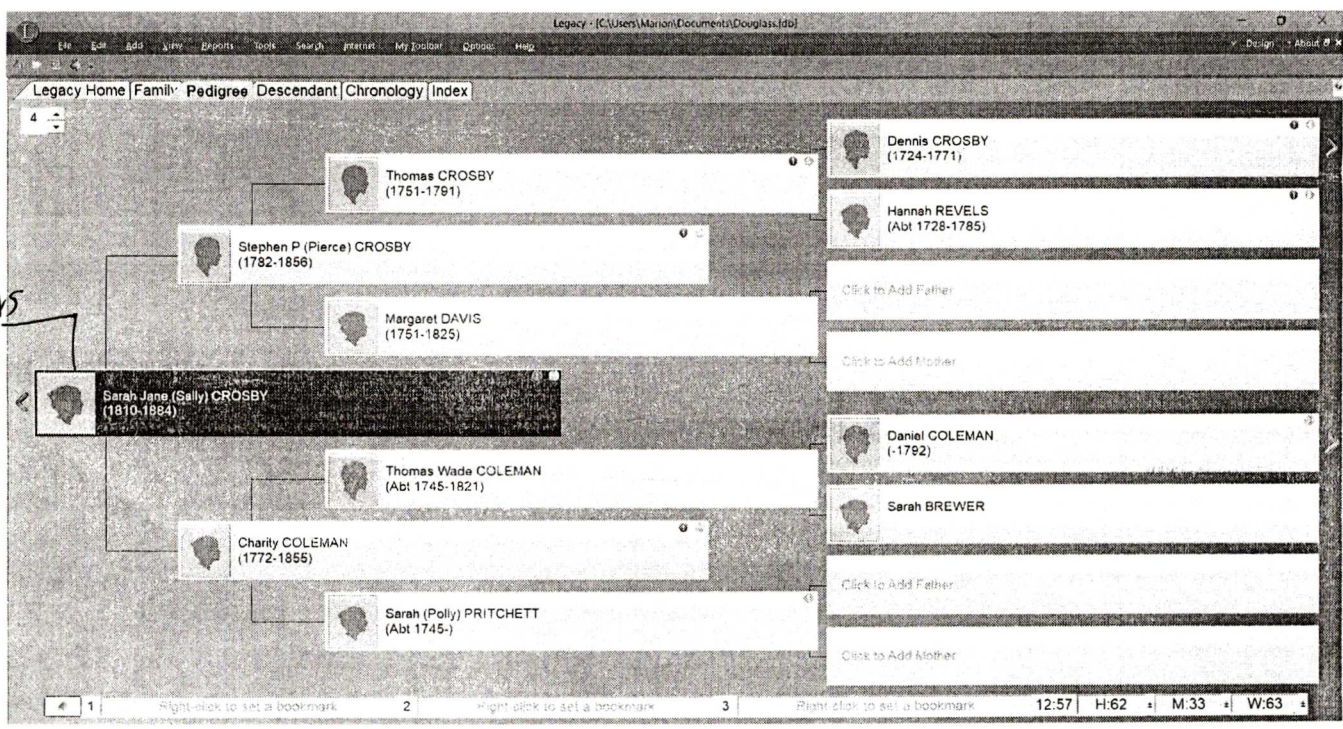 Legacy - [C:\Users\Marion\Documents\Douglass.fdb]
File Edit Add View Reports Tools Search Internet My Toolbar Options Help
Design About
Legacy Home Family Pedigree Descendant Chronology Index
4
Dennis CROSBY
(1724-1771)
Thomas CROSBY
(1751-1791)
Hannah REVELS
(Abt 1728-1785)
Stephen P (Pierce) CROSBY
(1782-1856)
Click to Add Father
Margaret DAVIS
(1751-1825)
Click to Add Mother
Sarah Jane (Sally) CROSBY
(1810-1884)
Daniel COLEMAN
(-1792)
Thomas Wade COLEMAN
(Abt 1745-1821)
Sarah BREWER
Charity COLEMAN
(1772-1855)
Click to Add Father
Sarah (Polly) PRITCHETT
(Abt 1745-)
Click to Add Mother
1 Right-click to set a bookmark 2 Right-click to set a bookmark 3 Right-click to set a bookmark 12:57 H:62 M:33 W:63